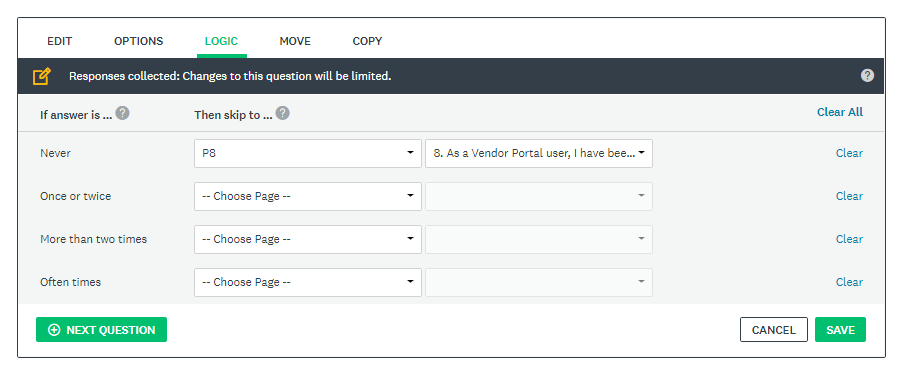 EDIT OPTIONS LOGIC MOVE COPY
Responses collected: Changes to this question will be limited. ?
If answer is ... ? Then skip to ... ? Clear All
Never P8 8. As a Vendor Portal user, I have bee... Clear
Once or twice -- Choose Page -- Clear
More than two times -- Choose Page -- Clear
Often times -- Choose Page -- Clear
NEXT QUESTION CANCEL SAVE